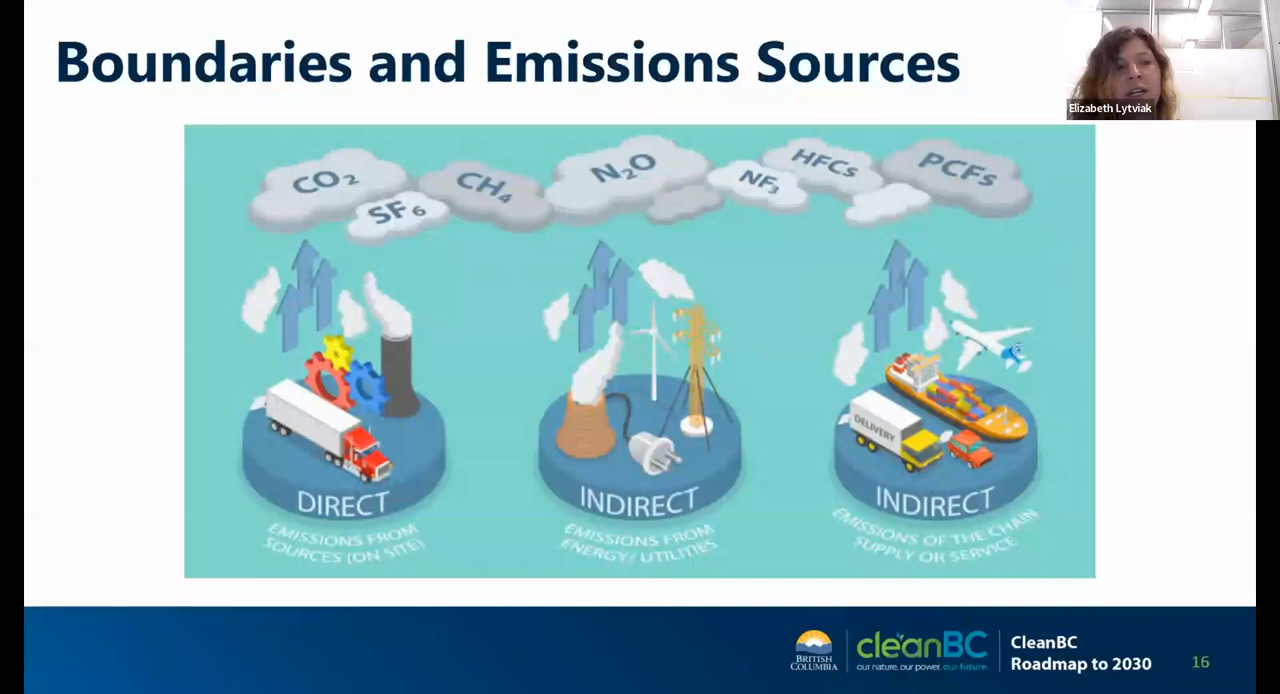 Boundaries and Emissions Sources
Elizabeth Lytviak
CO₂
SF₆
CH₄
N₂O
NF₃
HFCs
PCFs
DIRECT
EMISSIONS FROM
SOURCES (ON SITE)
INDIRECT
EMISSIONS FROM
ENERGY/ UTILITIES
DELIVERY
INDIRECT
EMISSIONS OF THE CHAIN
SUPPLY OR SERVICE
BRITISH
COLUMBIA
cleanBC
our nature. our power. our future.
CleanBC
Roadmap to 2030
16